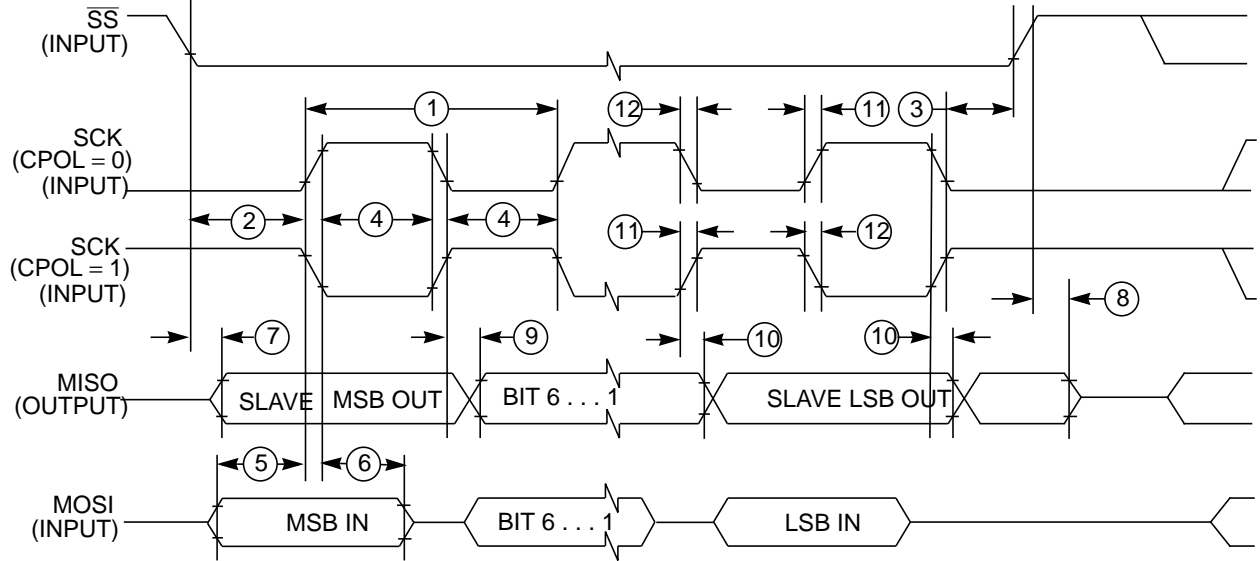 SS
(INPUT)
1
12
11
3
SCK
(CPOL = 0)
(INPUT)
2
4
4
11
12
SCK
(CPOL = 1)
(INPUT)
7
9
10
10
8
MISO
(OUTPUT)
SLAVE MSB OUT
BIT 6 . . . 1
SLAVE LSB OUT
5
6
MOSI
(INPUT)
MSB IN
BIT 6 . . . 1
LSB IN